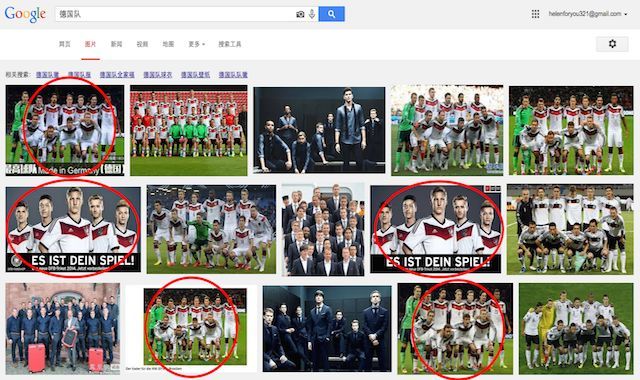 Google 德国队 helenforyou321@gmail.com
网页 图片 新闻 视频 地图 更多 搜索工具
相关搜索: 德国队徽 德国队服 德国队全家福 德国队球衣 德国队壁纸 德国队队徽
Made in Germany
ES IST DEIN SPIEL!
ES IST DEIN SPIEL!